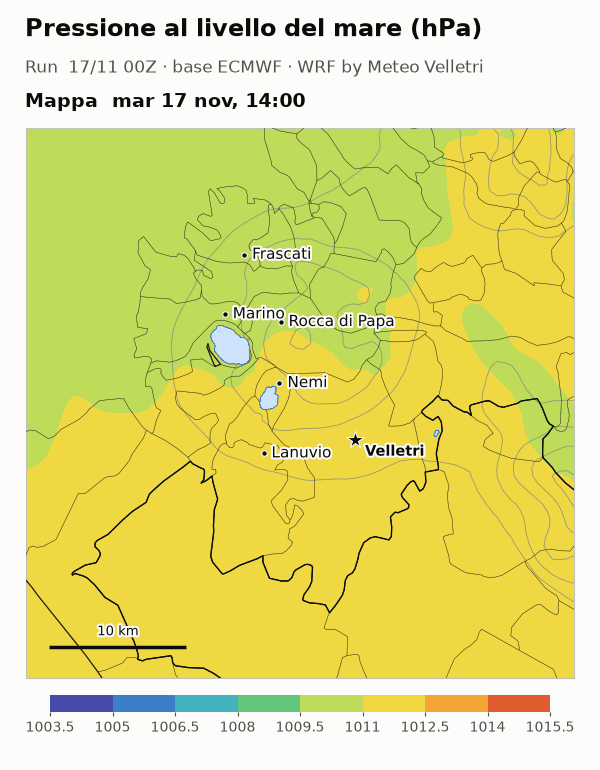 Pressione al livello del mare (hPa)
Run  17/11 00Z · base ECMWF · WRF by Meteo Velletri
Mappa  mar 17 nov, 14:00
Frascati
Marino
Rocca di Papa
Nemi
Velletri
Lanuvio
10 km
1003.5 1005 1006.5 1008 1009.5 1011 1012.5 1014 1015.5